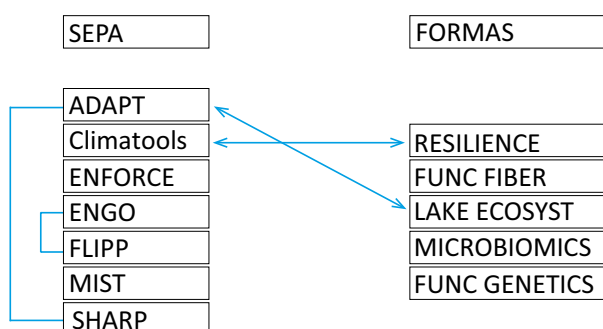 SEPA
FORMAS
ADAPT
Climatools
RESILIENCE
ENFORCE
FUNC FIBER
ENGO
LAKE ECOSYST
FLIPP
MICROBIOMICS
MIST
FUNC GENETICS
SHARP